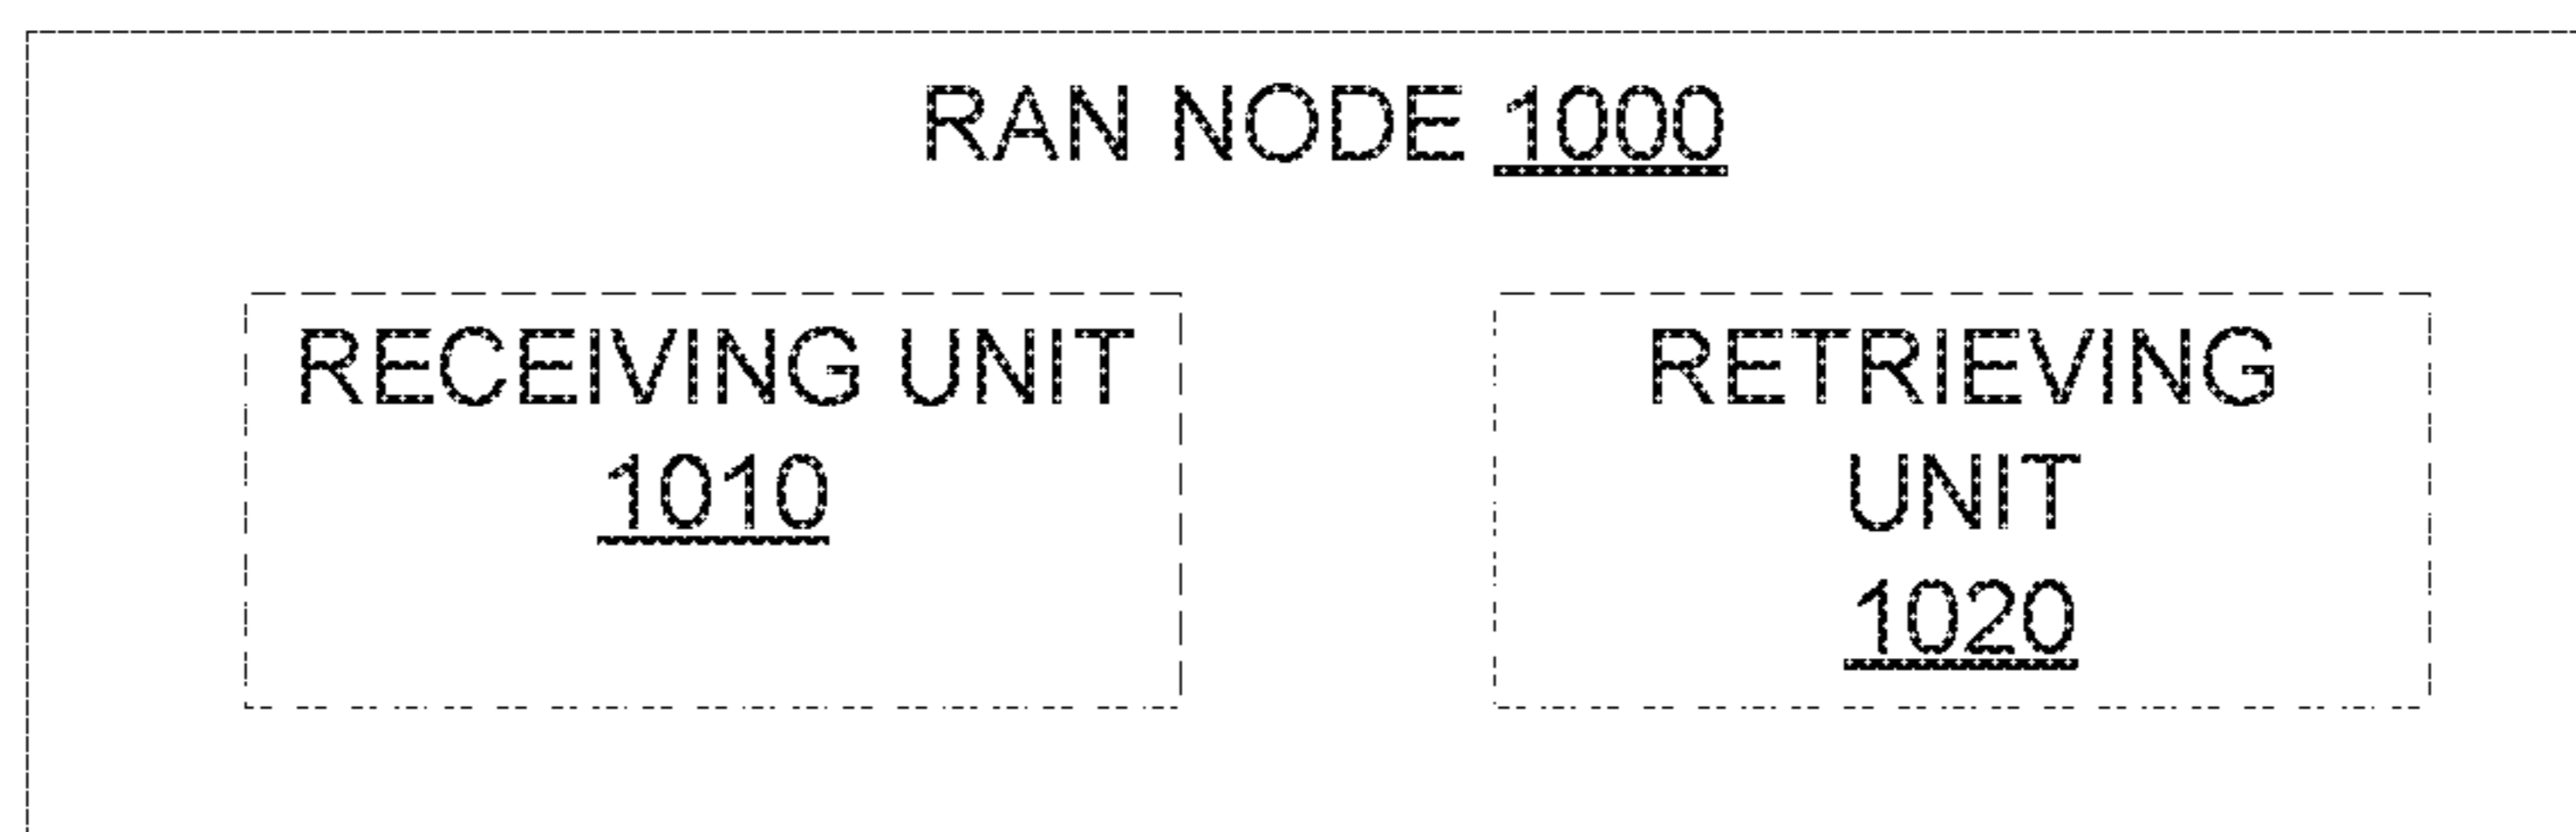 RAN NODE 1000
RECEIVING UNIT
1010
RETRIEVING
UNIT
1020